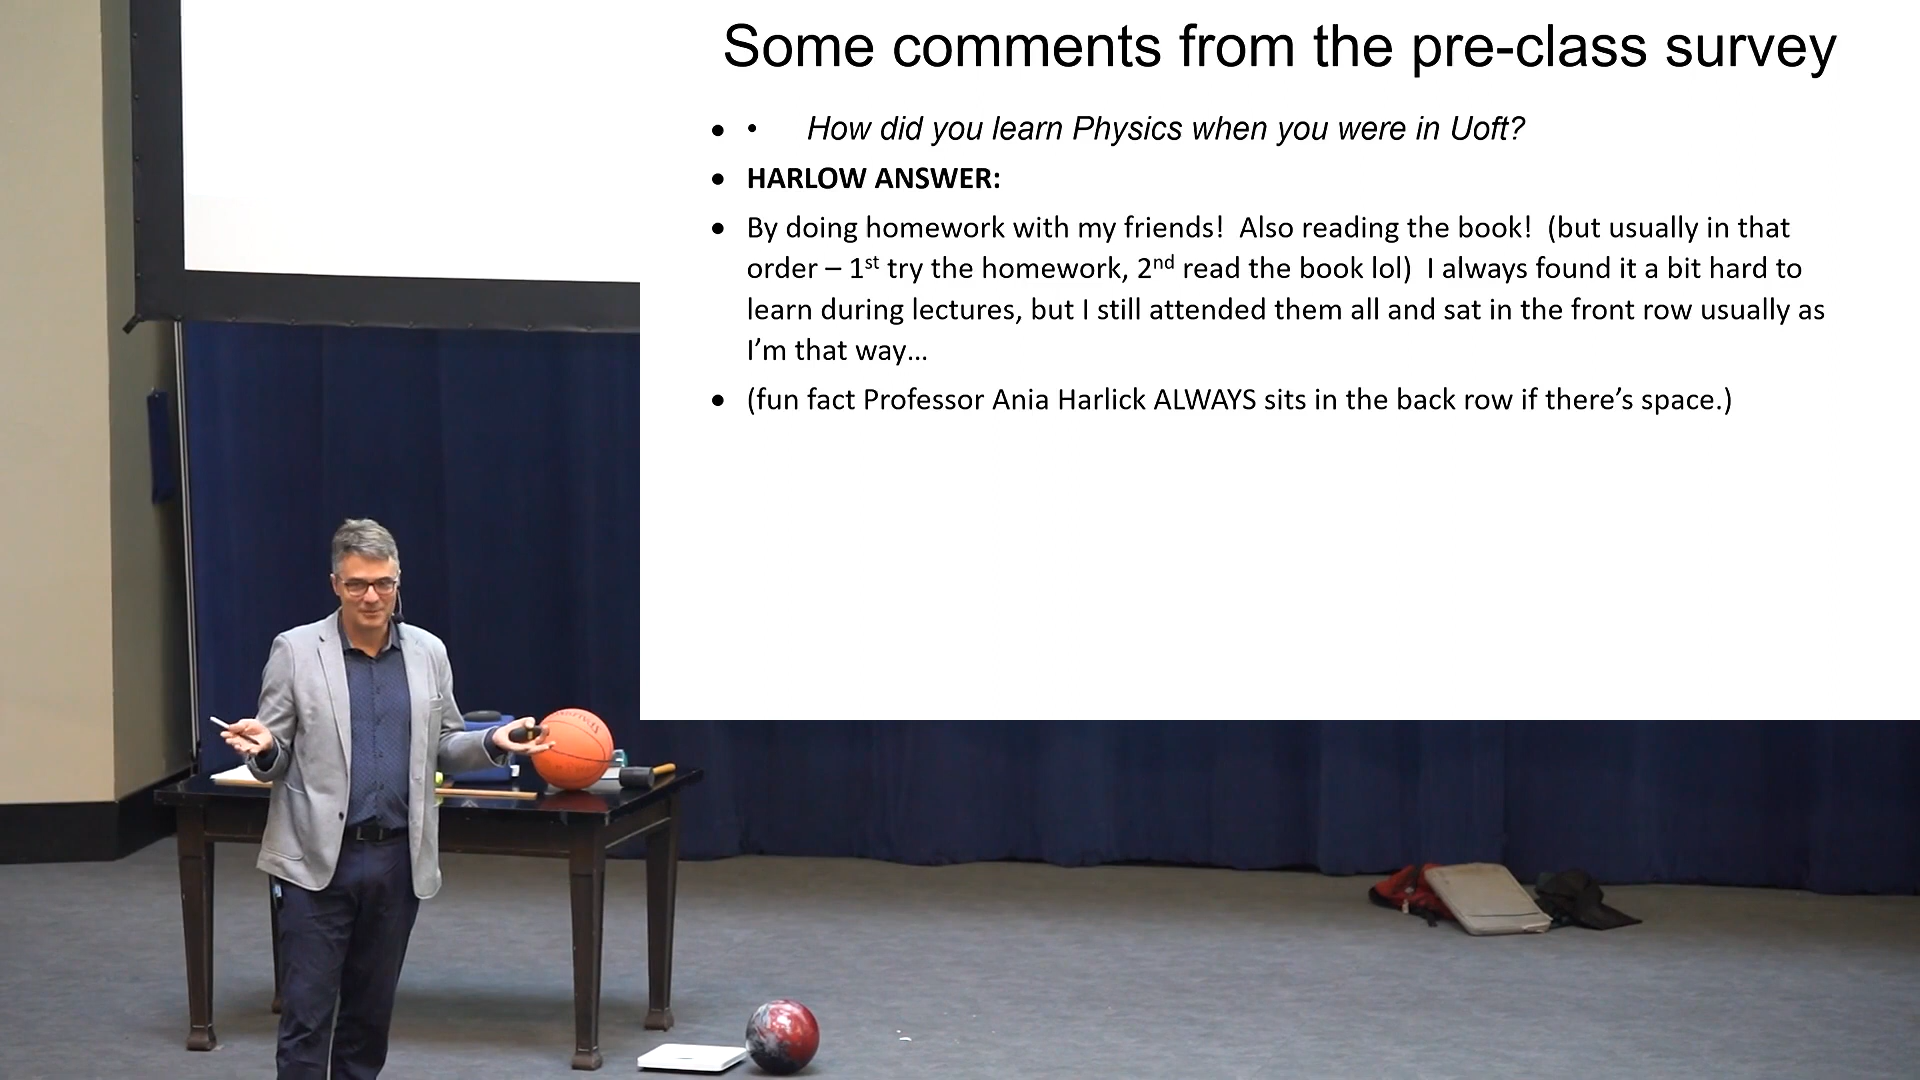 Some comments from the pre-class survey
• • How did you learn Physics when you were in Uoft?
• HARLOW ANSWER:
• By doing homework with my friends!  Also reading the book!  (but usually in that
order – 1st try the homework, 2nd read the book lol)  I always found it a bit hard to
learn during lectures, but I still attended them all and sat in the front row usually as
I’m that way…
• (fun fact Professor Ania Harlick ALWAYS sits in the back row if there’s space.)